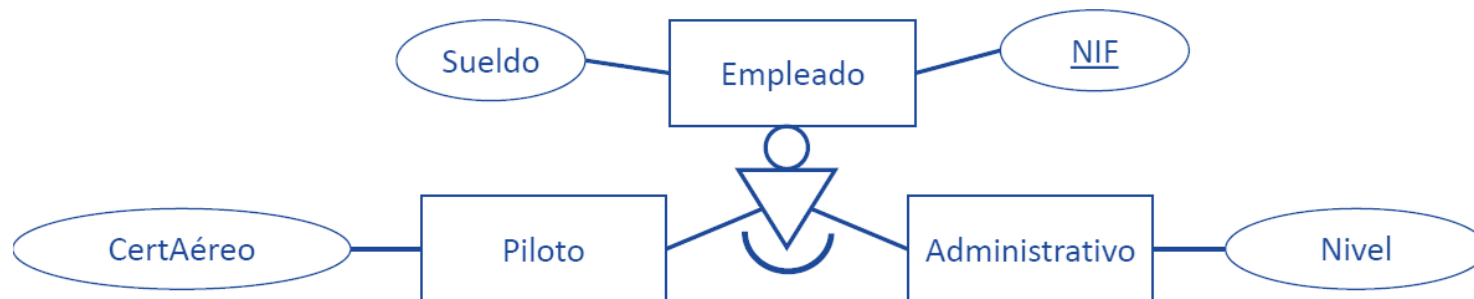 Sueldo
Empleado
NIF
CertAéreo
Piloto
Administrativo
Nivel